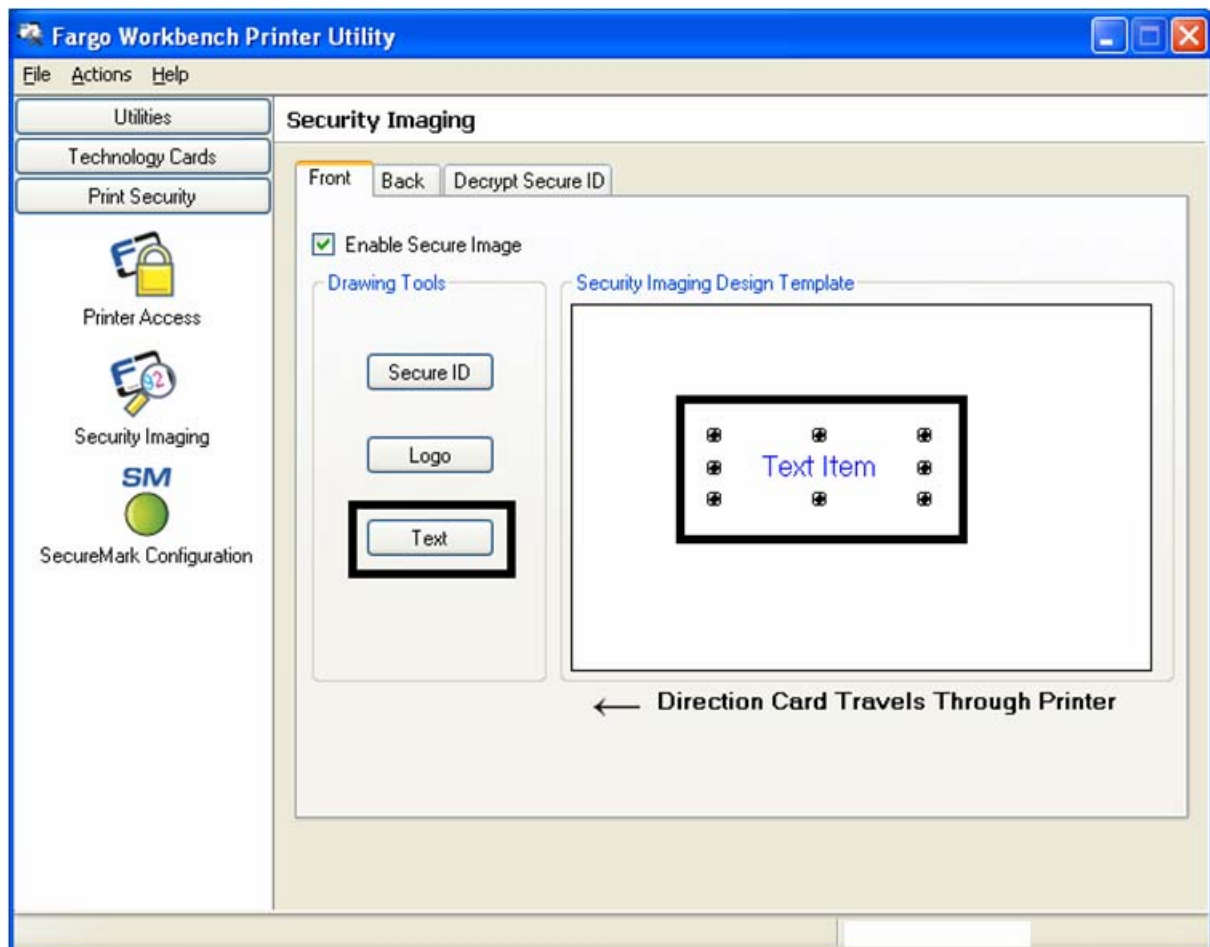 Fargo Workbench Printer Utility
File Actions Help
Utilities
Technology Cards
Print Security
Printer Access
Security Imaging
SM
SecureMark Configuration
Security Imaging
Front Back Decrypt Secure ID
Enable Secure Image
Drawing Tools
Secure ID
Logo
Text
Security Imaging Design Template
Text Item
← Direction Card Travels Through Printer